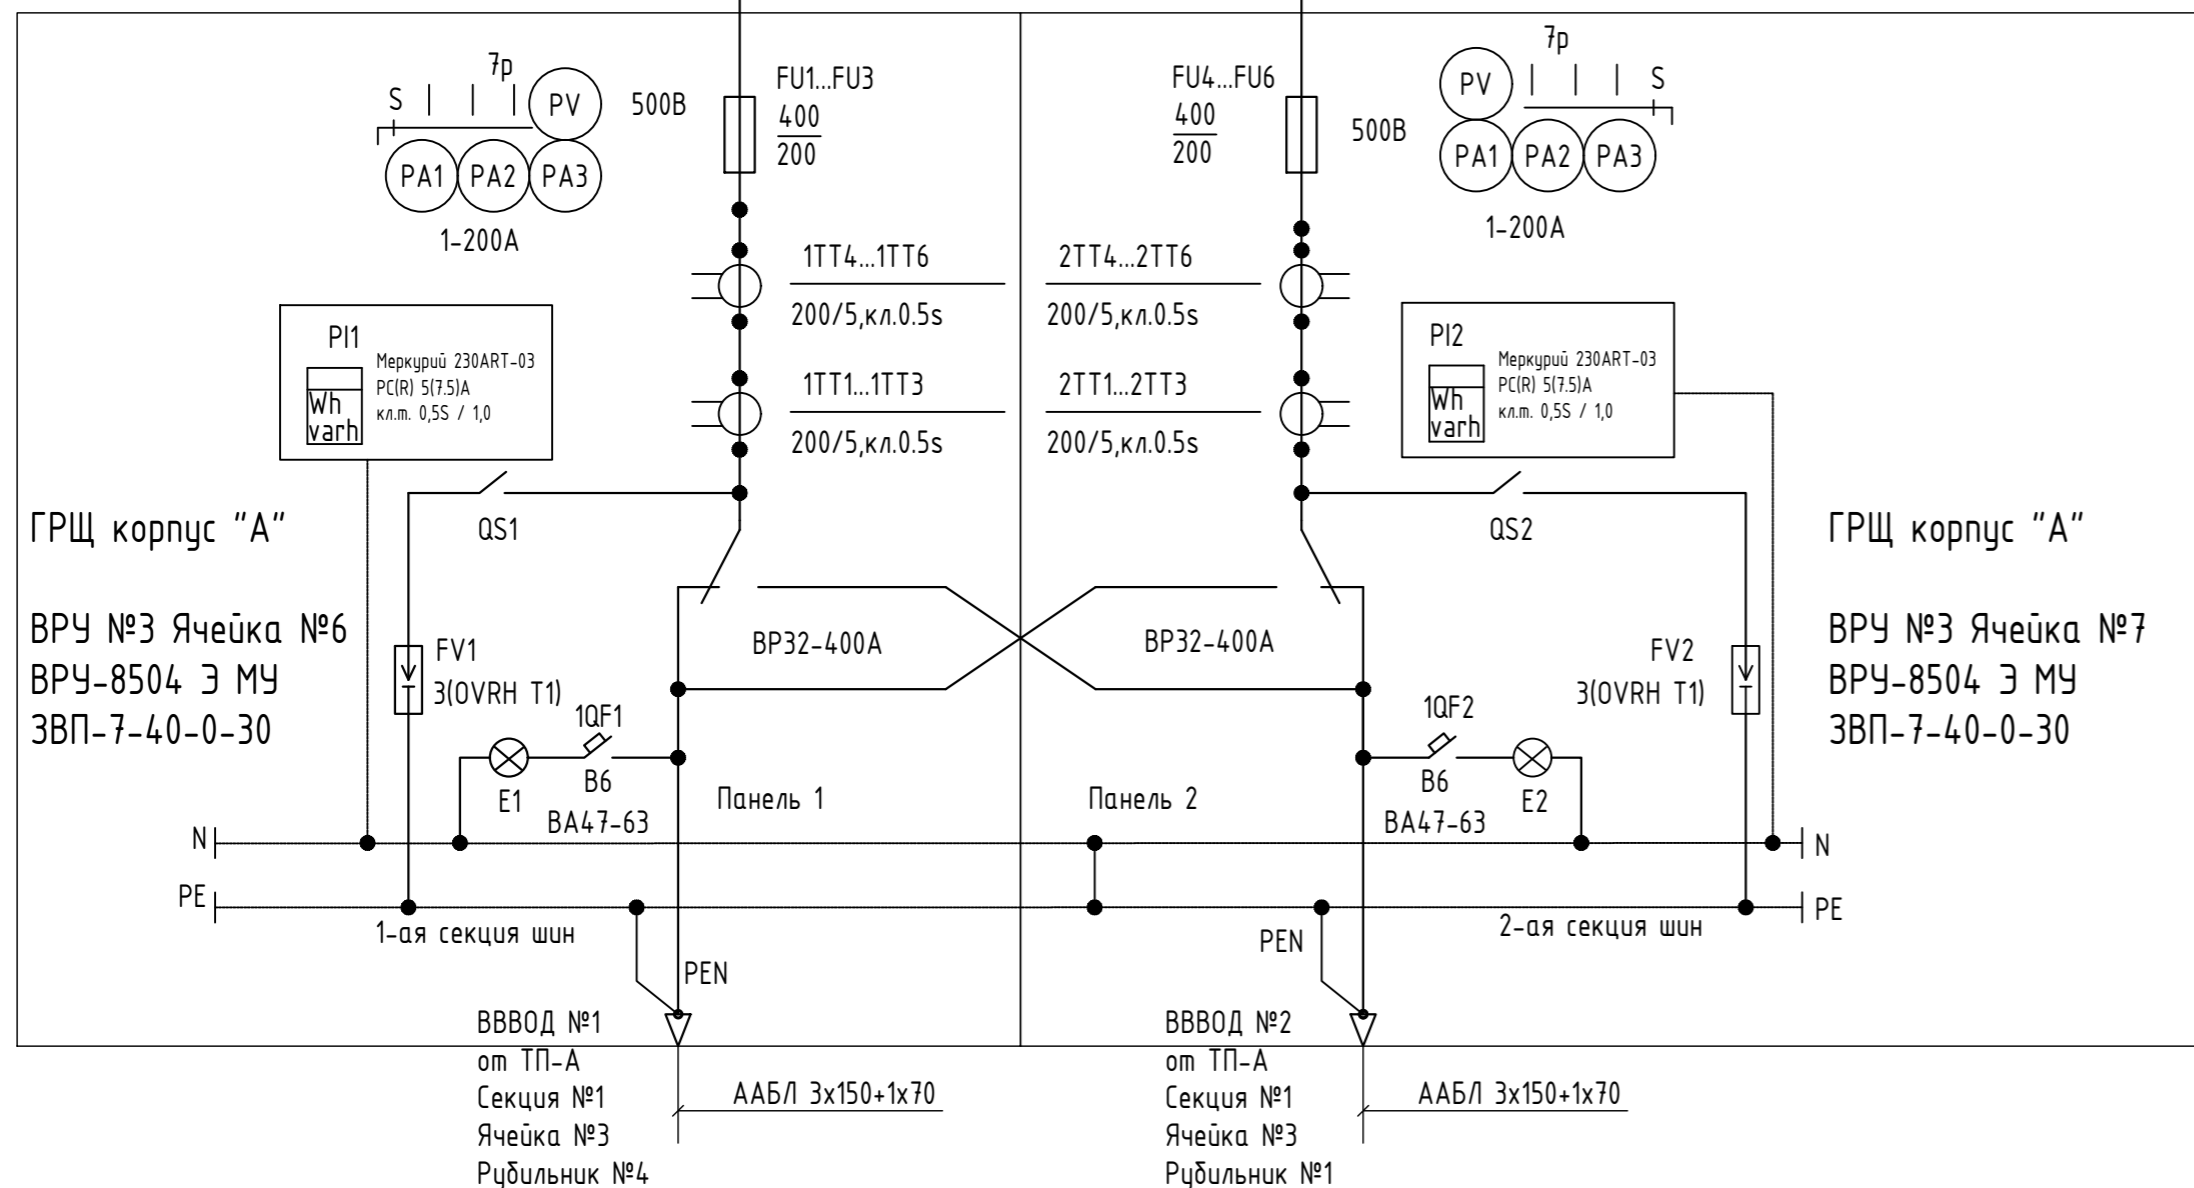 7р
S
PV
500В
PA1
PA2
PA3
1-200А
FU1...FU3
400
200
FU4...FU6
400
200
500В
7р
PV
S
PA1
PA2
PA3
1-200А
1ТТ4...1ТТ6
200/5,кл.0.5s
2ТТ4...2ТТ6
200/5,кл.0.5s
1ТТ1...1ТТ3
200/5,кл.0.5s
2ТТ1...2ТТ3
200/5,кл.0.5s
PI1
Меркурий 230ART-03
PC(R) 5(7.5)А
кл.т. 0,5S / 1,0
Wh
varh
PI2
Меркурий 230ART-03
PC(R) 5(7.5)А
кл.т. 0,5S / 1,0
Wh
varh
QS1
QS2
ГРЩ корпус "А"
ВРУ №3 Ячейка №6
ВРУ-8504 Э МУ
3ВП-7-40-0-30
ГРЩ корпус "А"
ВРУ №3 Ячейка №7
ВРУ-8504 Э МУ
3ВП-7-40-0-30
ВР32-400А
ВР32-400А
FV1
3(OVRH T1)
FV2
3(OVRH T1)
1QF1
B6
E1
ВА47-63
Панель 1
Панель 2
1QF2
B6
E2
ВА47-63
N
N
PE
PE
1-ая секция шин
2-ая секция шин
PEN
PEN
ВВВОД №1
от ТП-А
Секция №1
Ячейка №3
Рубильник №4
ААБЛ 3х150+1х70
ВВВОД №2
от ТП-А
Секция №1
Ячейка №3
Рубильник №1
ААБЛ 3х150+1х70